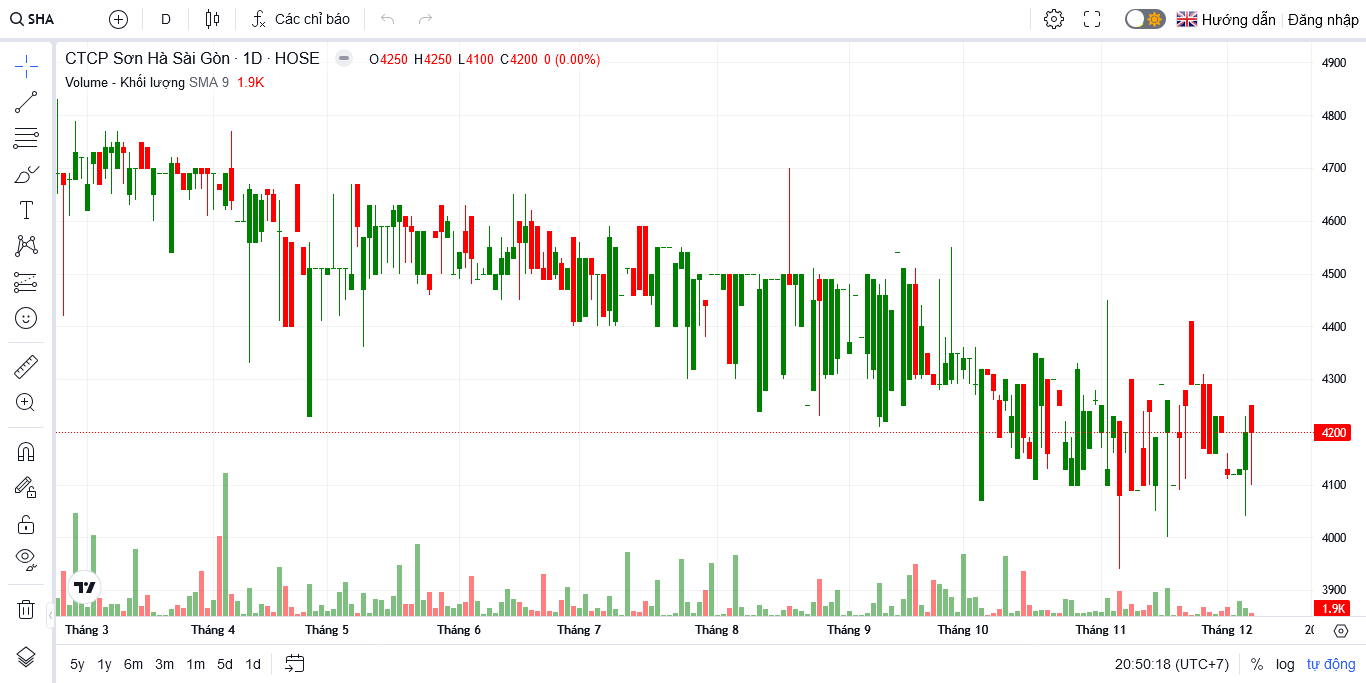 SHA D Các chỉ báo Hướng dẫn Đăng nhập
CTCP Sơn Hà Sài Gòn · 1D · HOSE O4250 H4250 L4100 C4200 0 (0.00%)
Volume - Khối lượng SMA 9 1.9K
4900
4800
4700
4600
4500
4400
4300
4200
4100
4000
3900
1.9K
Tháng 3 Tháng 4 Tháng 5 Tháng 6 Tháng 7 Tháng 8 Tháng 9 Tháng 10 Tháng 11 Tháng 12
5y 1y 6m 3m 1m 5d 1d 20:50:18 (UTC+7) % log tự động